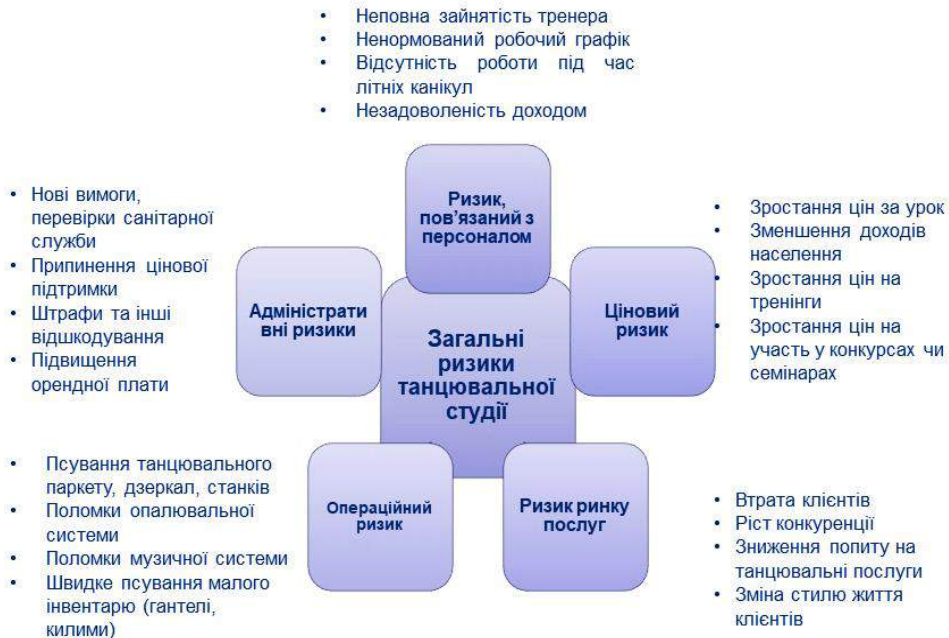 • Неповна зайнятість тренера
• Ненормований робочий графік
• Відсутність роботи під час
літніх канікул
• Незадоволеність доходом
Ризик,
пов’язаний з
персоналом
• Нові вимоги,
перевірки санітарної
служби
• Припинення цінової
підтримки
• Штрафи та інші
відшкодування
• Підвищення
орендної плати
Адміністрати
вні ризики
Загальні
ризики
танцювальної
студії
Ціновий
ризик
• Зростання цін за урок
• Зменшення доходів
населення
• Зростання цін на
тренінги
• Зростання цін на
участь у конкурсах чи
семінарах
• Псування танцювального
паркету, дзеркал, станків
• Поломки опалювальної
системи
• Поломки музичної системи
• Швидке псування малого
інвентарю (гантелі,
килими)
Операційний
ризик
Ризик ринку
послуг
• Втрата клієнтів
• Ріст конкуренції
• Зниження попиту на
танцювальні послуги
• Зміна стилю життя
клієнтів